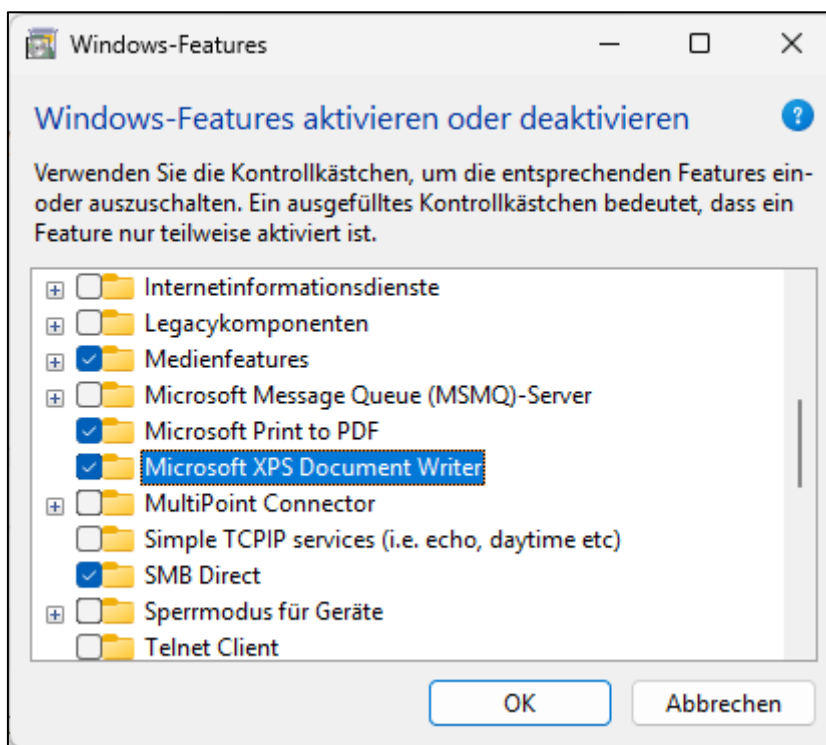 Windows-Features
Windows-Features aktivieren oder deaktivieren
?
Verwenden Sie die Kontrollkästchen, um die entsprechenden Features ein-
oder auszuschalten. Ein ausgefülltes Kontrollkästchen bedeutet, dass ein
Feature nur teilweise aktiviert ist.
Internetinformationsdienste
Legacykomponenten
Medienfeatures
Microsoft Message Queue (MSMQ)-Server
Microsoft Print to PDF
Microsoft XPS Document Writer
MultiPoint Connector
Simple TCPIP services (i.e. echo, daytime etc)
SMB Direct
Sperrmodus für Geräte
Telnet Client
OK
Abbrechen